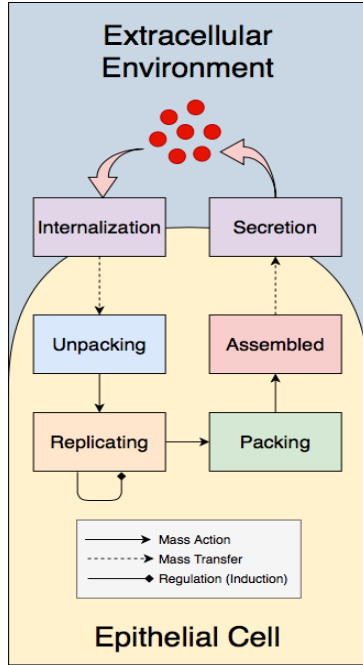 Extracellular
Environment
Internalization
Secretion
Unpacking
Assembled
Replicating
Packing
Mass Action
Mass Transfer
Regulation (Induction)
Epithelial Cell